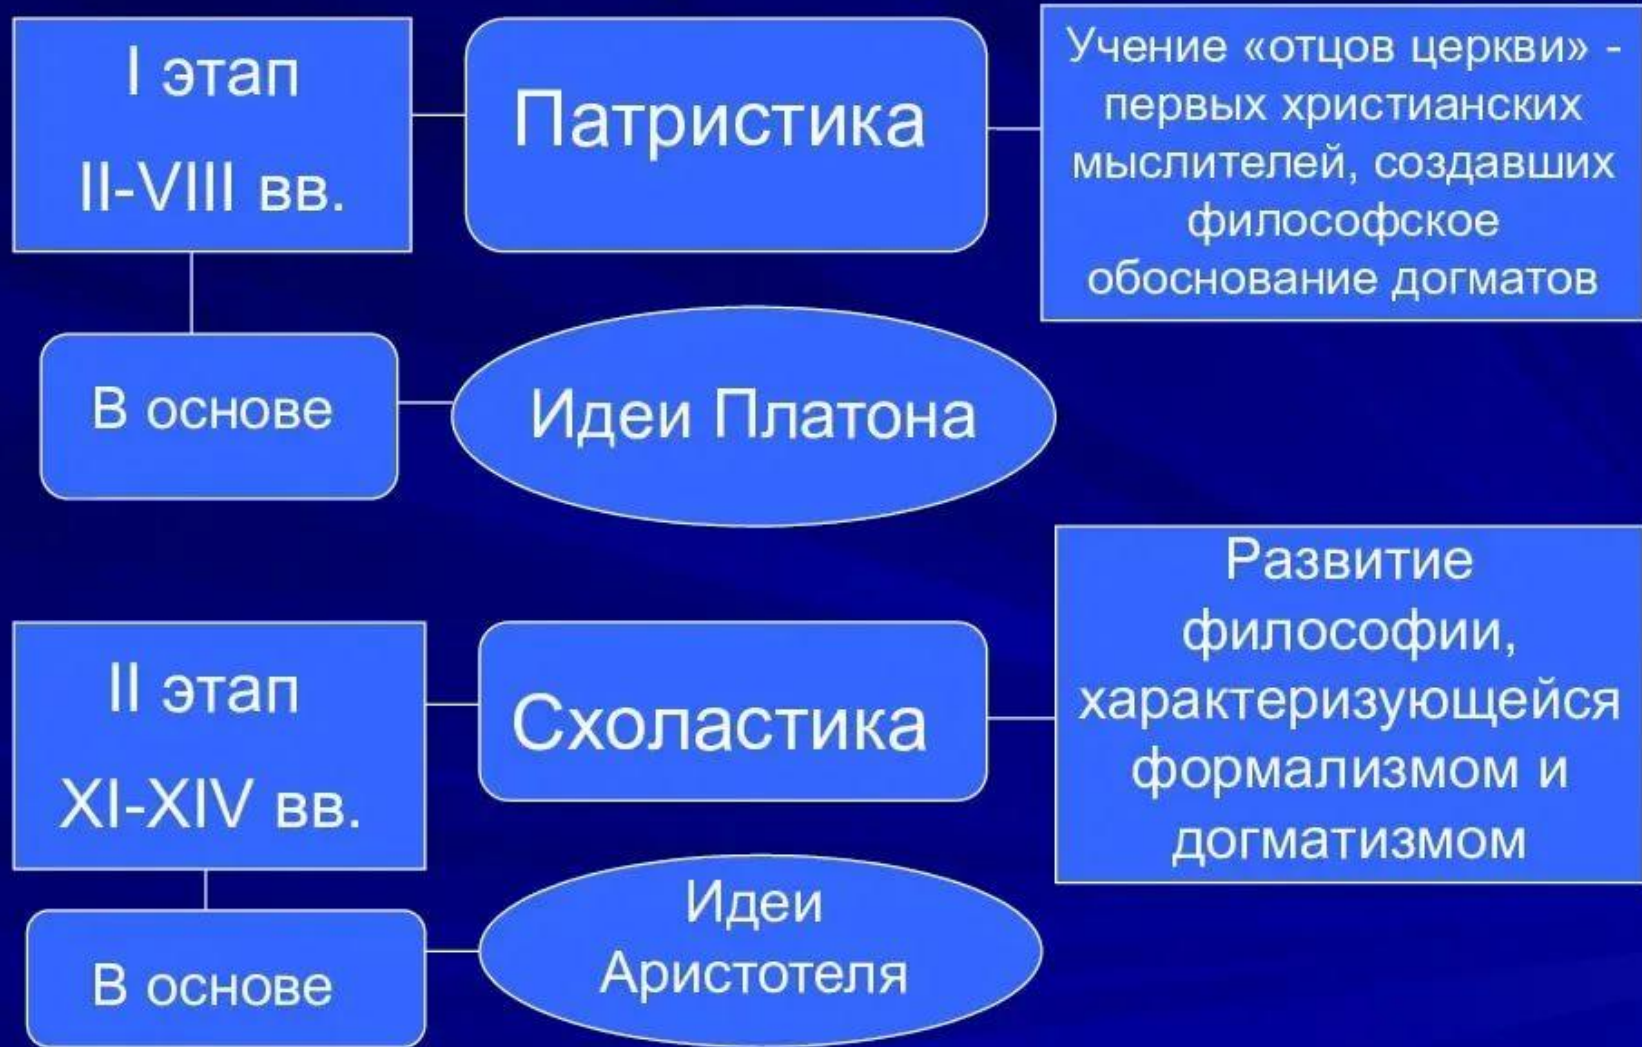 I этап
II-VIII вв.
Патристика
Учение «отцов церкви» -
первых христианских
мыслителей, создавших
философское
обоснование догматов
В основе
Идеи Платона
II этап
XI-XIV вв.
Схоластика
Развитие
философии,
характеризующейся
формализмом и
догматизмом
В основе
Идеи
Аристотеля